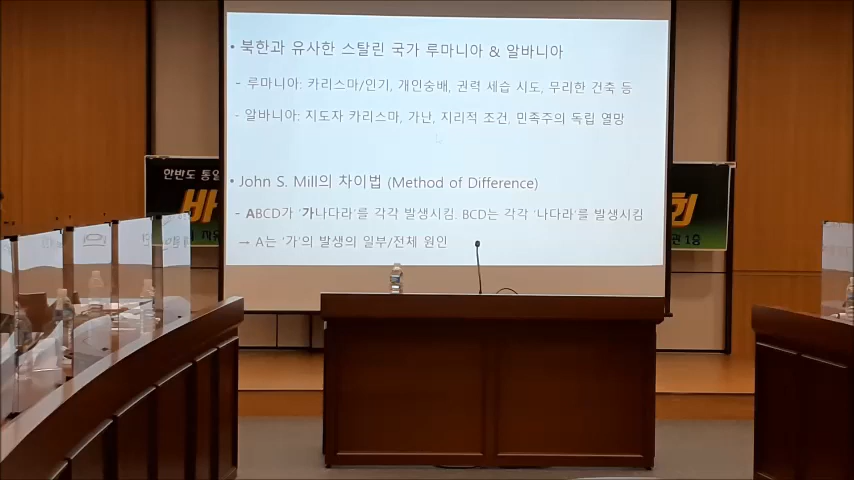 • 북한과 유사한 스탈린 국가 루마니아 & 알바니아
- 루마니아: 카리스마/인기, 개인숭배, 권력 세습 시도, 무리한 건축 등
- 알바니아: 지도자 카리스마, 가난, 지리적 조건, 민족주의 독립 열망
• John S. Mill의 차이법 (Method of Difference)
- ABCD가 '가나다라'를 각각 발생시킴. BCD는 각각 '나다라'를 발생시킴
→ A는 '가'의 발생의 일부/전체 원인
한반도 통일
바
회